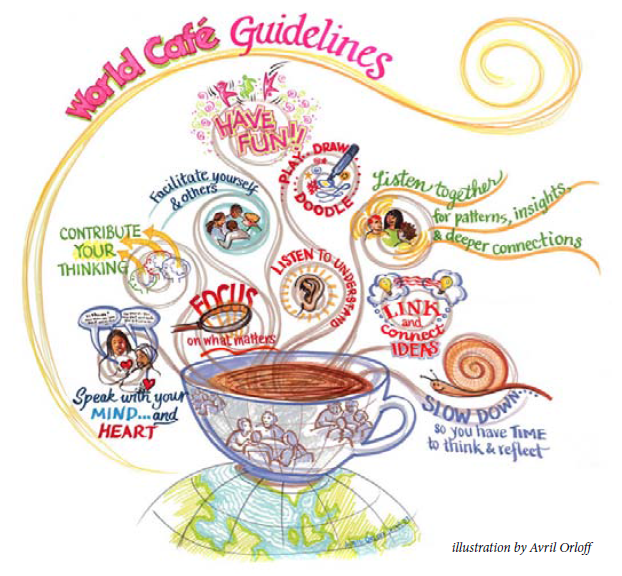 World Café Guidelines
HAVE
FUN!!
PLAY.. DRAW
DOODLE
Facilitate yourself
& others
Listen together
for patterns, insights
& deeper connections
CONTRIBUTE
YOUR
THINKING
LISTEN TO UNDERSTAND
FOCUS
on what matters
LINK
and
connect
IDEAS
Speak with your
MIND...and
HEART
SLOW DOWN....
so you have TIME
to think & reflect
illustration by Avril Orloff